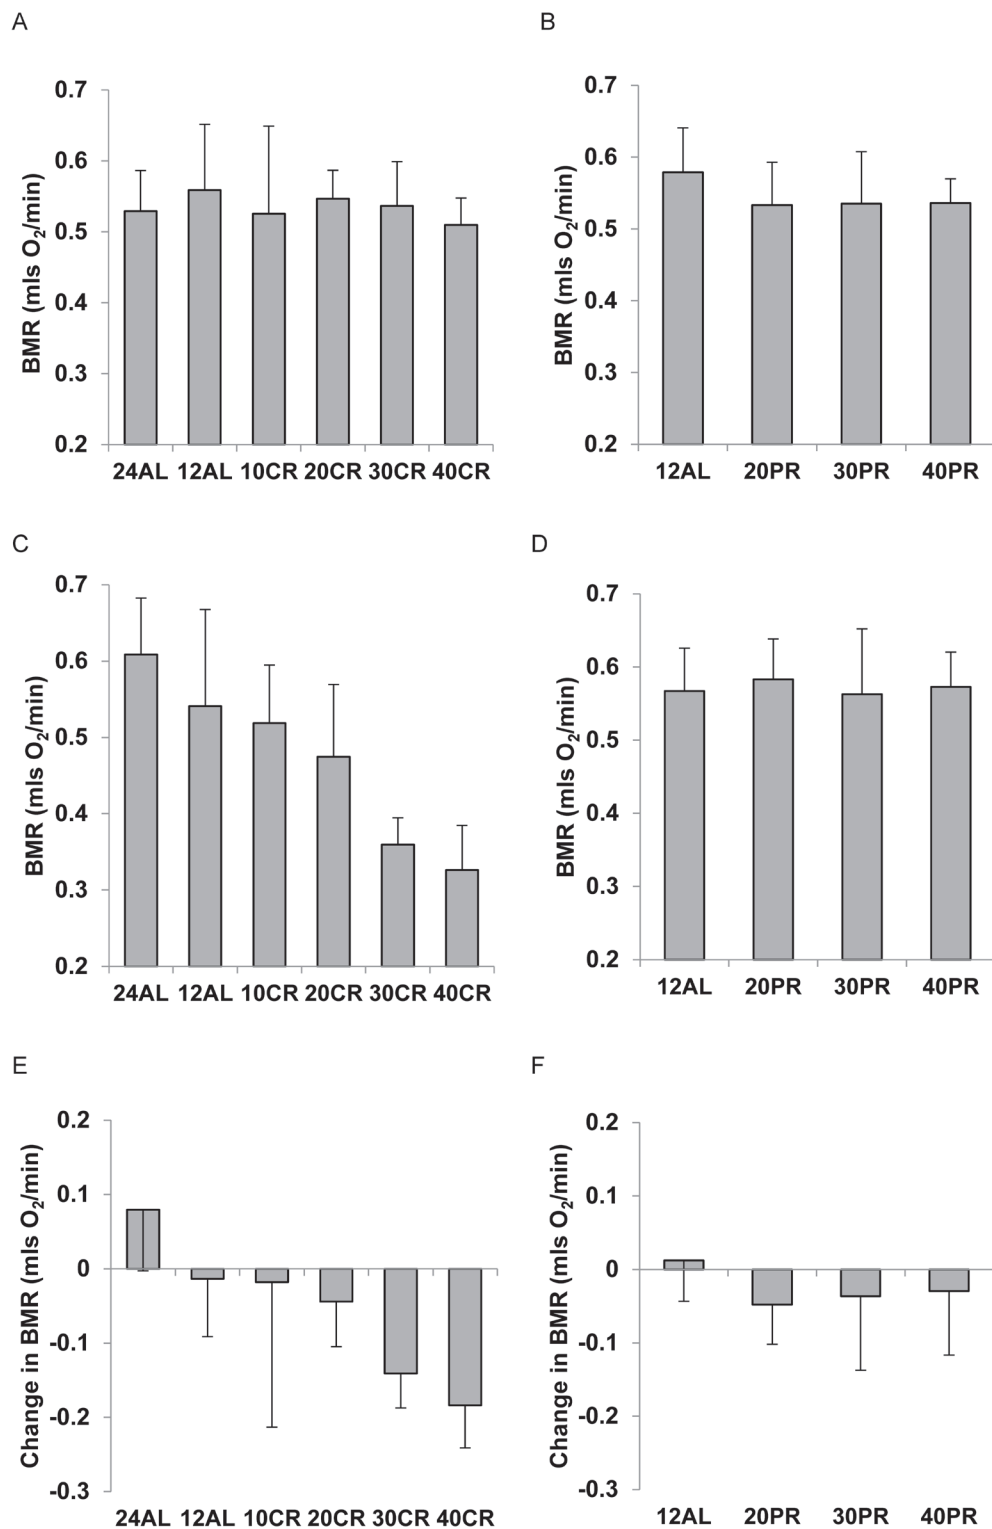 A
BMR (mls O₂/min)
0.7
0.6
0.5
0.4
0.3
0.2
24AL 12AL 10CR 20CR 30CR 40CR
B
BMR (mls O₂/min)
0.7
0.6
0.5
0.4
0.3
0.2
12AL 20PR 30PR 40PR
C
BMR (mls O₂/min)
0.7
0.6
0.5
0.4
0.3
0.2
24AL 12AL 10CR 20CR 30CR 40CR
D
BMR (mls O₂/min)
0.7
0.6
0.5
0.4
0.3
0.2
12AL 20PR 30PR 40PR
E
Change in BMR (mls O₂/min)
0.2
0.1
0
-0.1
-0.2
-0.3
24AL 12AL 10CR 20CR 30CR 40CR
F
Change in BMR (mls O₂/min)
0.2
0.1
0
-0.1
-0.2
-0.3
12AL 20PR 30PR 40PR